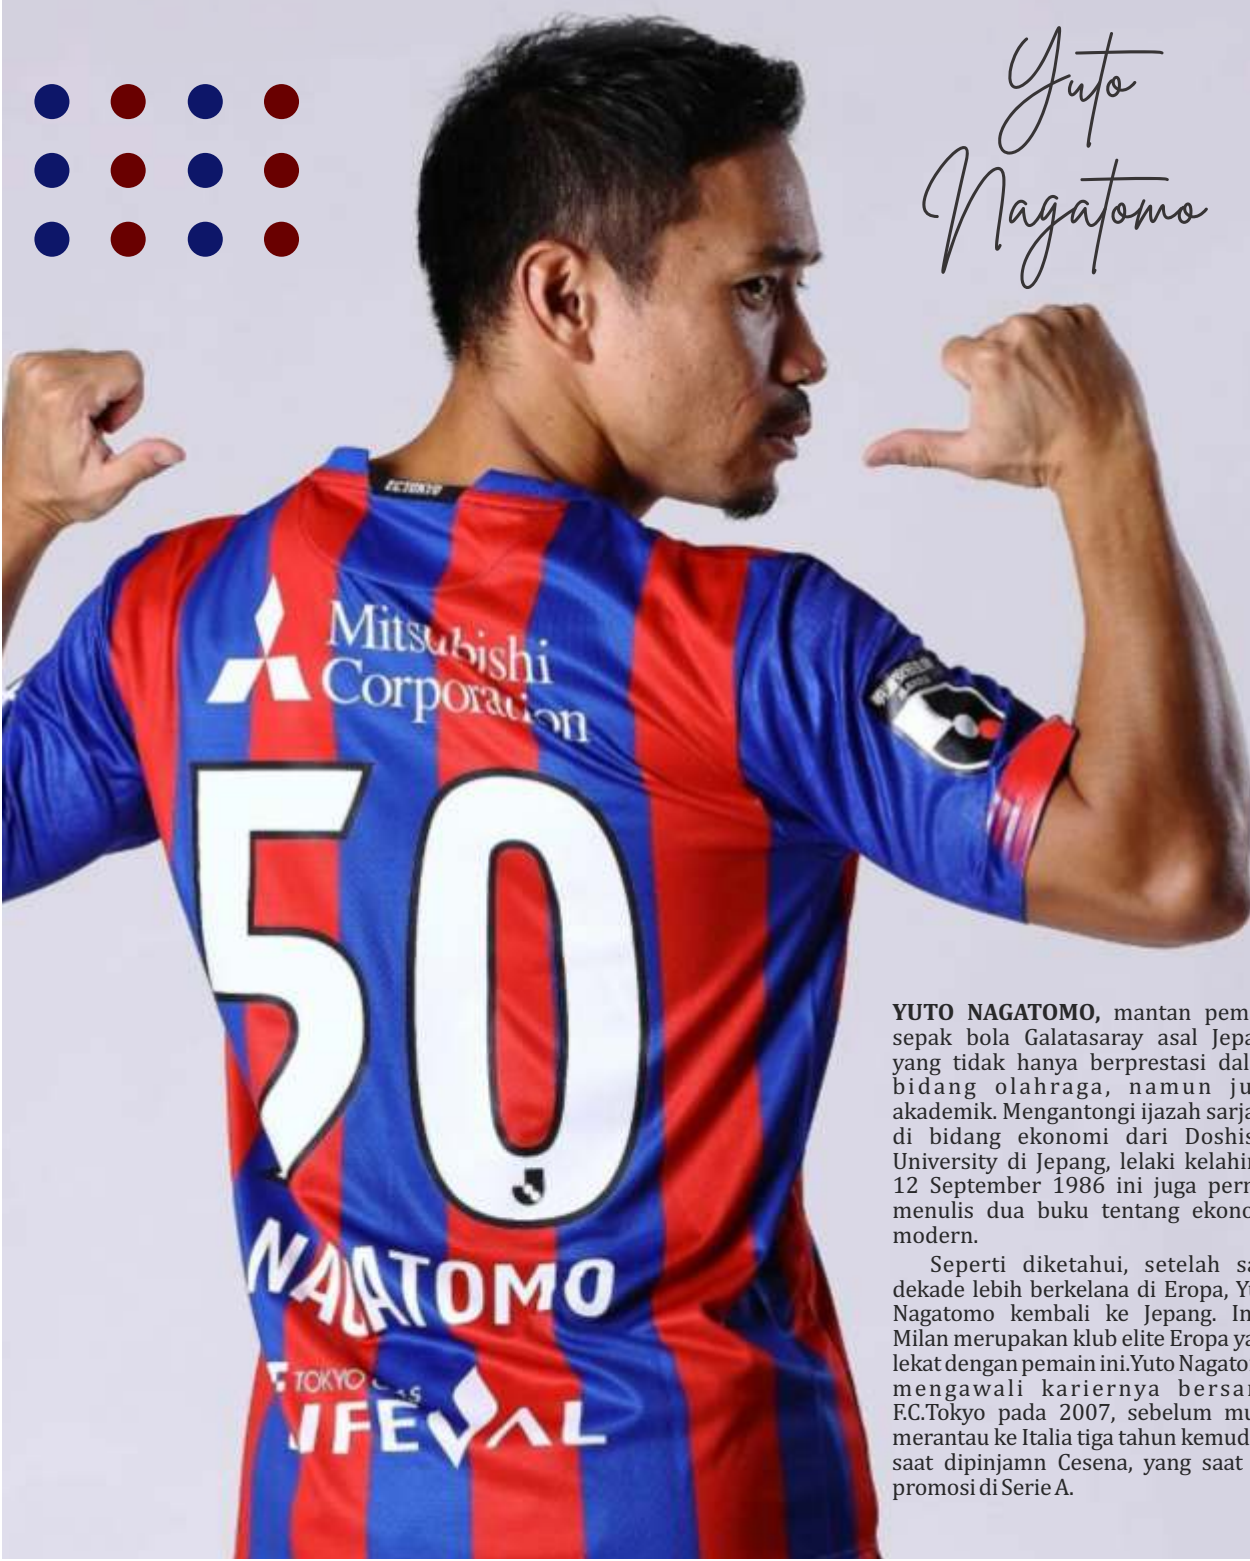 Yuto
Nagatomo
F.C.TOKYO
Mitsubishi
Corporation
50
NAGATOMO
TOKYO GAS
LIFEVAL
YUTO NAGATOMO, mantan pem
sepak bola Galatasaray asal Jepa
yang tidak hanya berprestasi dal
bidang olahraga, namun ju
akademik. Mengantongi ijazah sarja
di bidang ekonomi dari Doshis
University di Jepang, lelaki kelahir
12 September 1986 ini juga pern
menulis dua buku tentang ekono
modern.
Seperti diketahui, setelah sa
dekade lebih berkelana di Eropa, Yu
Nagatomo kembali ke Jepang. In
Milan merupakan klub elite Eropa ya
lekat dengan pemain ini.Yuto Nagato
mengawali kariernya bersam
F.C.Tokyo pada 2007, sebelum mu
merantau ke Italia tiga tahun kemud
saat dipinjamn Cesena, yang saat
promosi di Serie A.